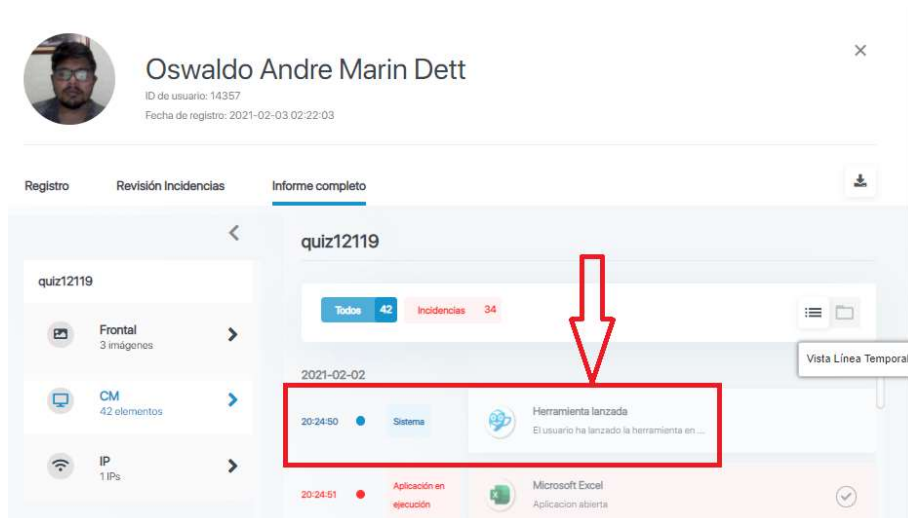 Oswaldo Andre Marin Dett
ID de usuario: 14357
Fecha de registro: 2021-02-03 02:22:03
Registro
Revisión Incidencias
Informe completo
quiz12119
quiz12119
Todos 42
Incidencias 34
Frontal
3 imágenes
Vista Línea Temporal
2021-02-02
CM
42 elementos
20:24:50
Sistema
Herramienta lanzada
El usuario ha lanzado la herramienta en ...
IP
1 IPs
20:24:51
Aplicación en
ejecución
Microsoft Excel
Aplicacion abierta